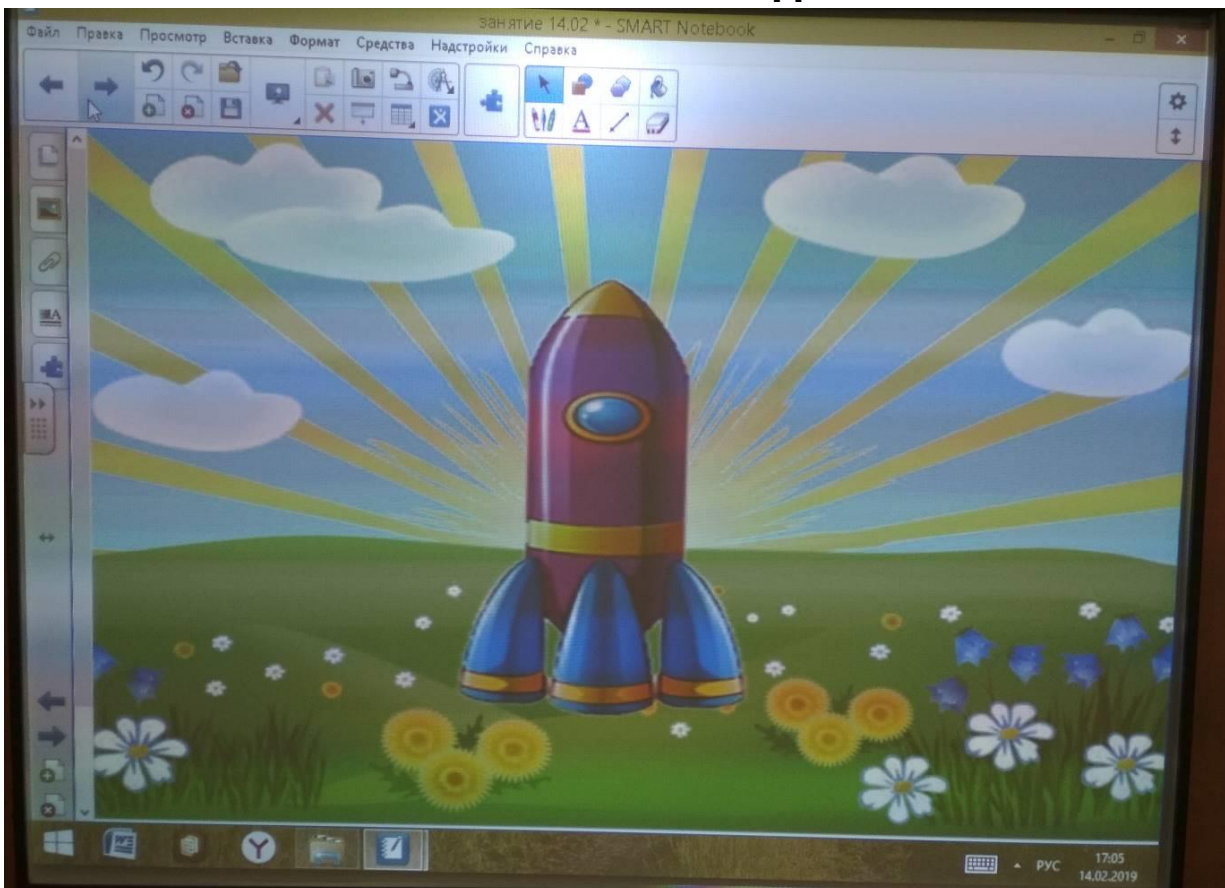 занятие 14.02 * - SMART Notebook
Файл Правка Просмотр Вставка Формат Средства Надстройки Справка
A
A
Y
РУС
17:05
14.02.2019